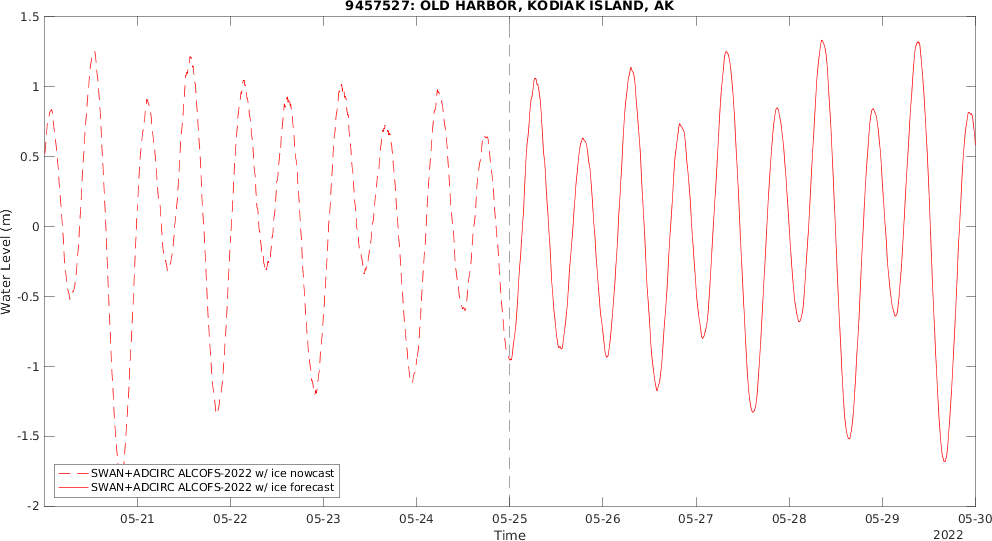 9457527: OLD HARBOR, KODIAK ISLAND, AK
1.5
1
0.5
0
-0.5
-1
-1.5
-2
Water Level (m)
SWAN+ADCIRC ALCOFS-2022 w/ ice nowcast
SWAN+ADCIRC ALCOFS-2022 w/ ice forecast
05-21 05-22 05-23 05-24 05-25 05-26 05-27 05-28 05-29 05-30
Time
2022